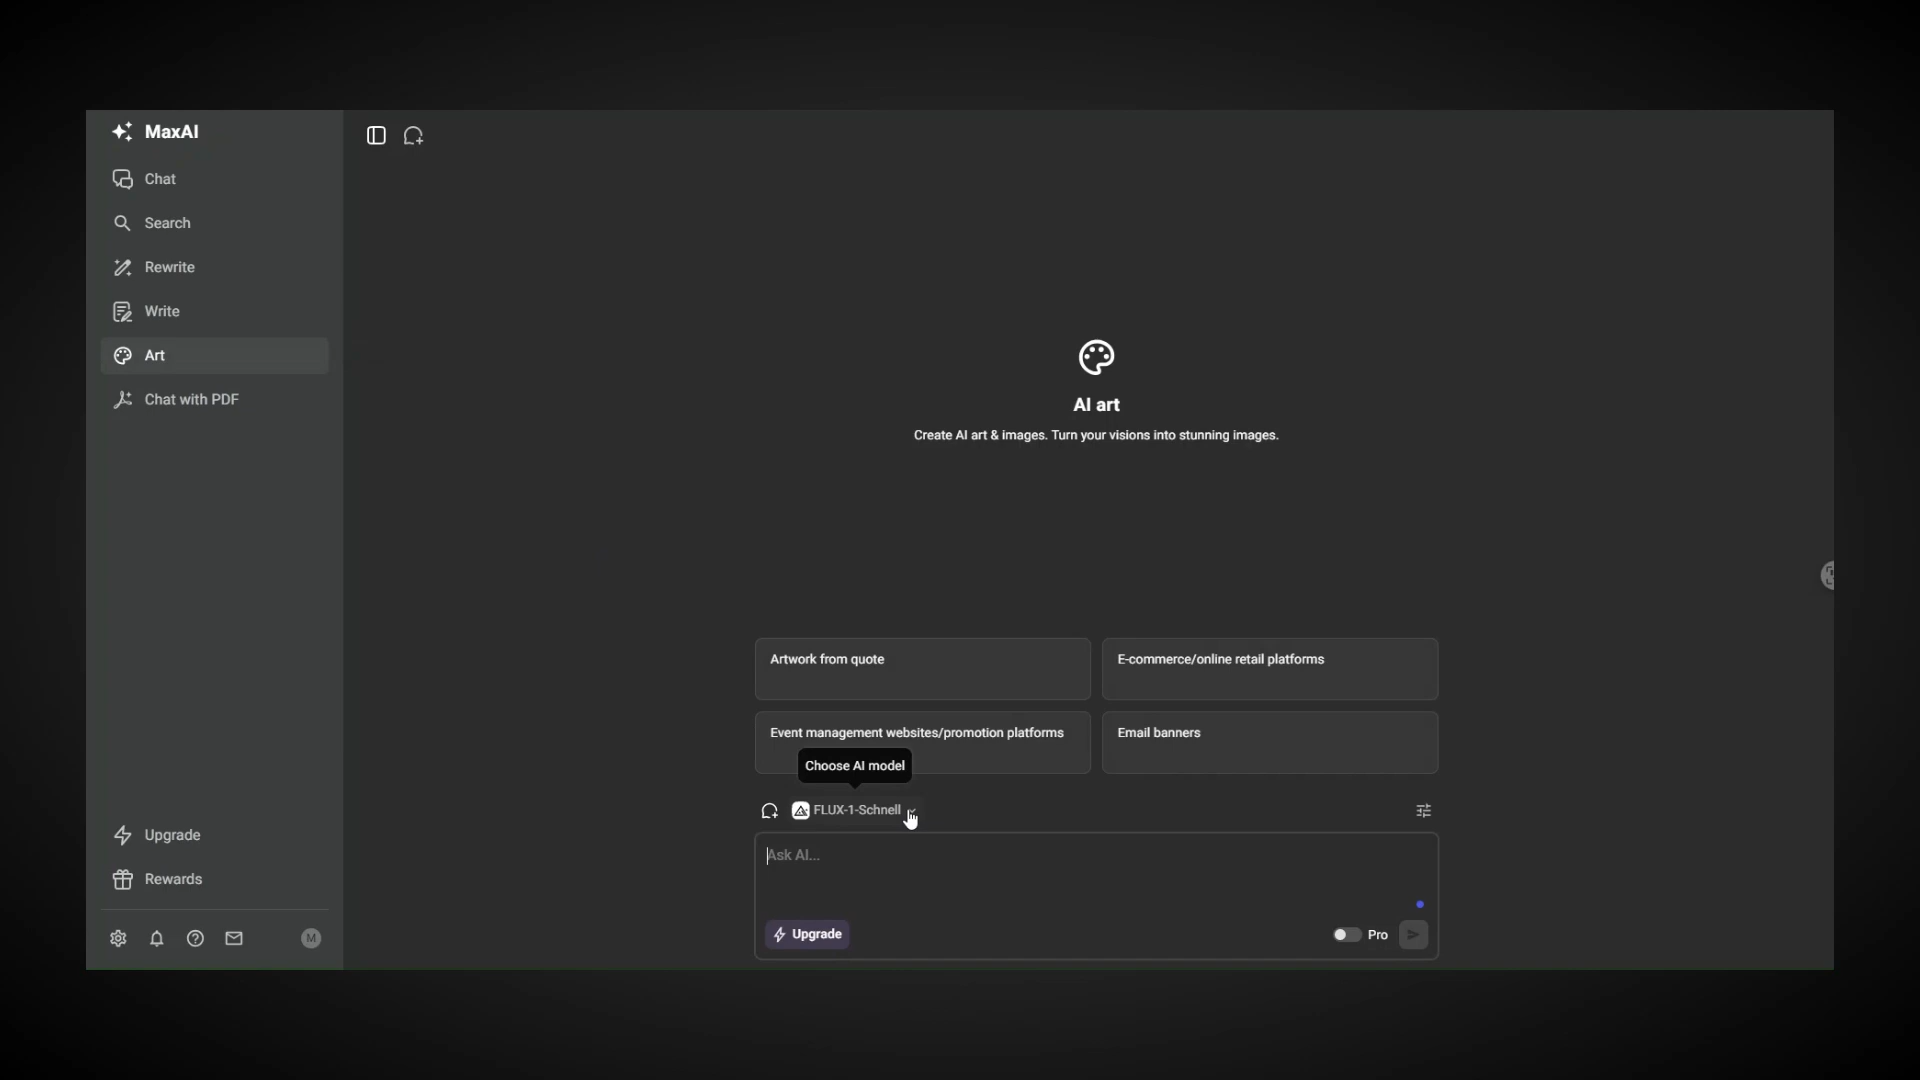 MaxAI
Chat
Search
Rewrite
Write
Art
Chat with PDF
AI art
Create AI art & images. Turn your visions into stunning images.
Artwork from quote
E-commerce/online retail platforms
Event management websites/promotion platforms
Email banners
Choose AI model
FLUX-1-Schnell
Ask AI...
Upgrade
Pro
Upgrade
Rewards
M